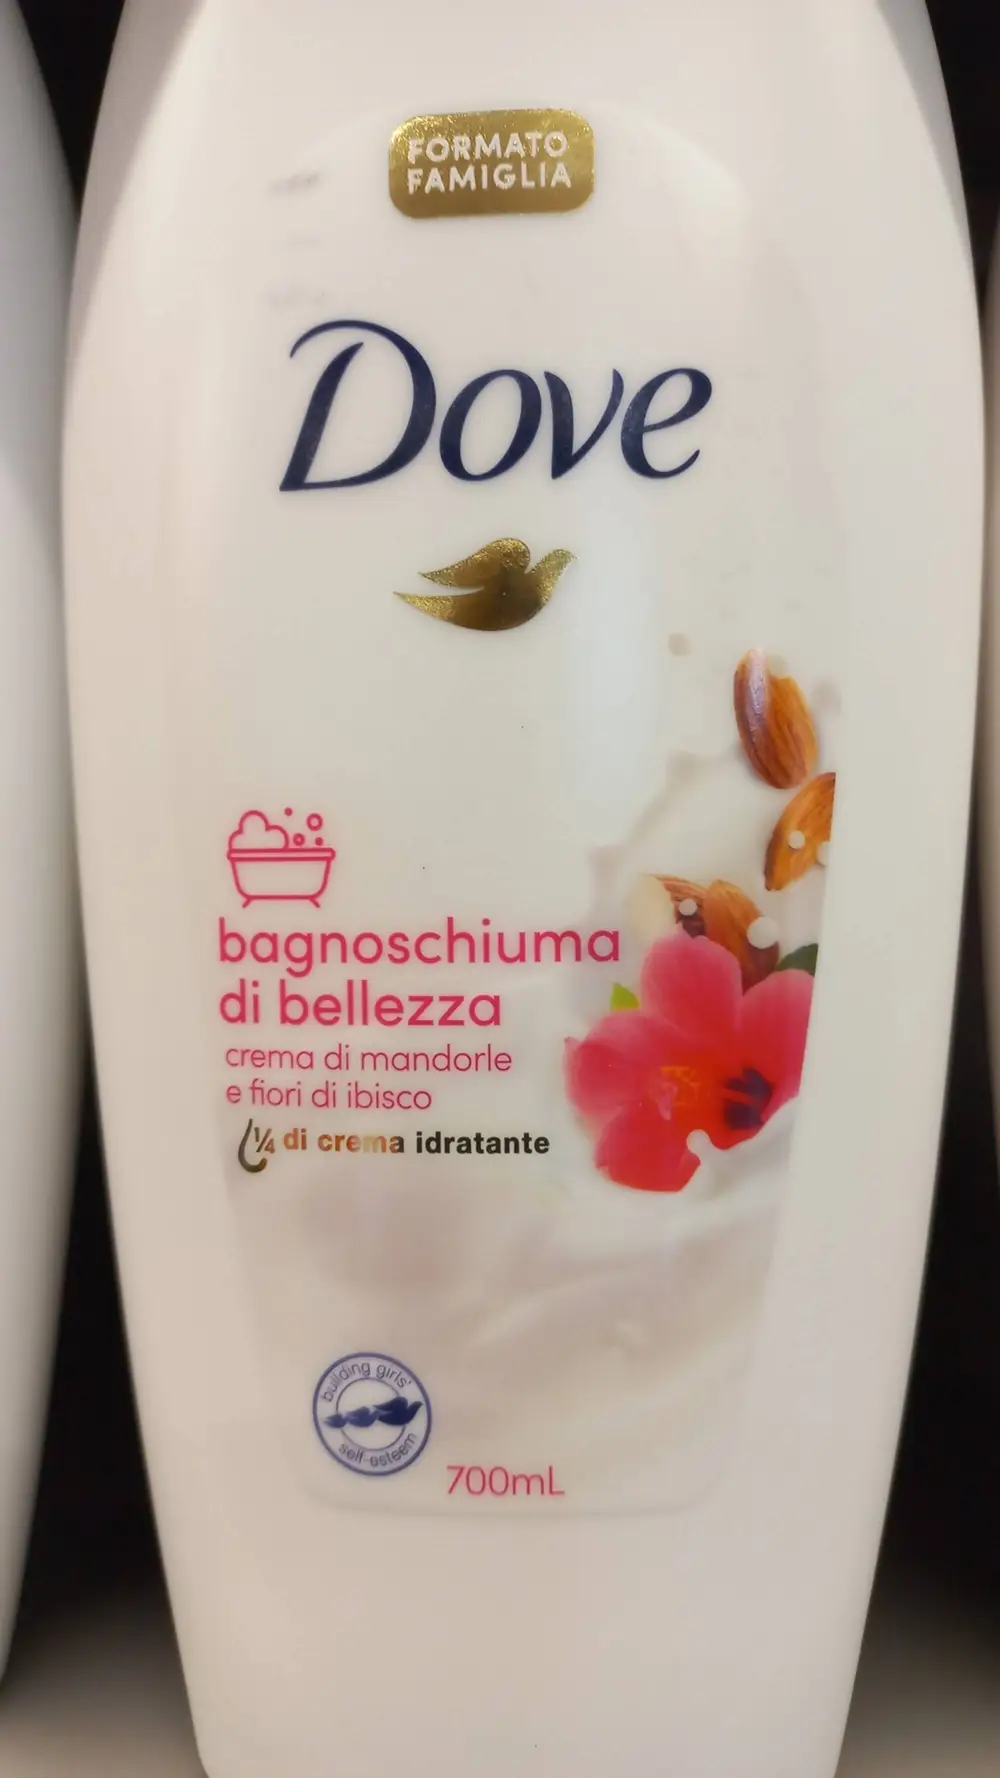 FORMATO
FAMIGLIA
Dove
bagnoschiuma
di bellezza
crema di mandorle
e fiori di ibisco
¼ di crema idratante
building girls'
self-esteem
700mL